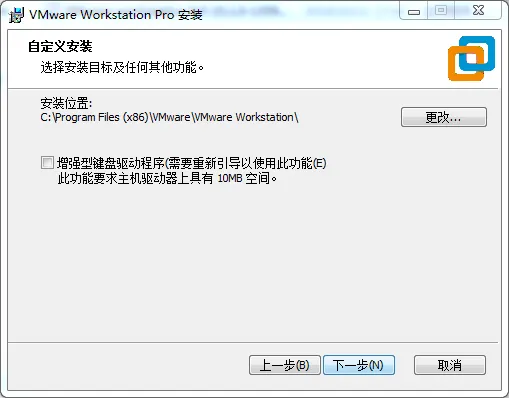 VMware Workstation Pro 安装
自定义安装
选择安装目标及任何其他功能。
安装位置:
C:\Program Files (x86)\VMware\VMware Workstation\
更改...
增强型键盘驱动程序(需要重新引导以使用此功能(E)
此功能要求主机驱动器上具有 10MB 空间。
上一步(B)
下一步(N)
取消